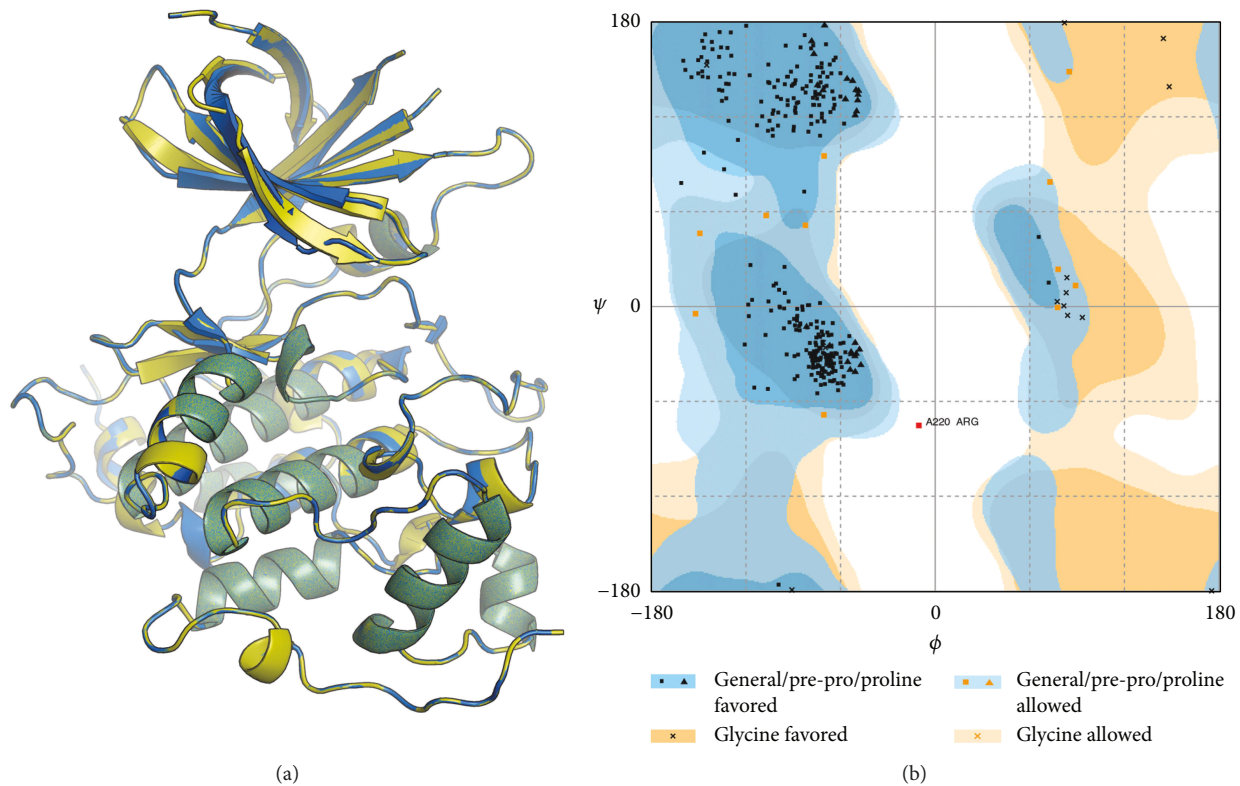 180
ψ
0
A220 ARG
−180
−180
0
180
ϕ
General/pre-pro/proline
favored
General/pre-pro/proline
allowed
Glycine favored
Glycine allowed
(a)
(b)